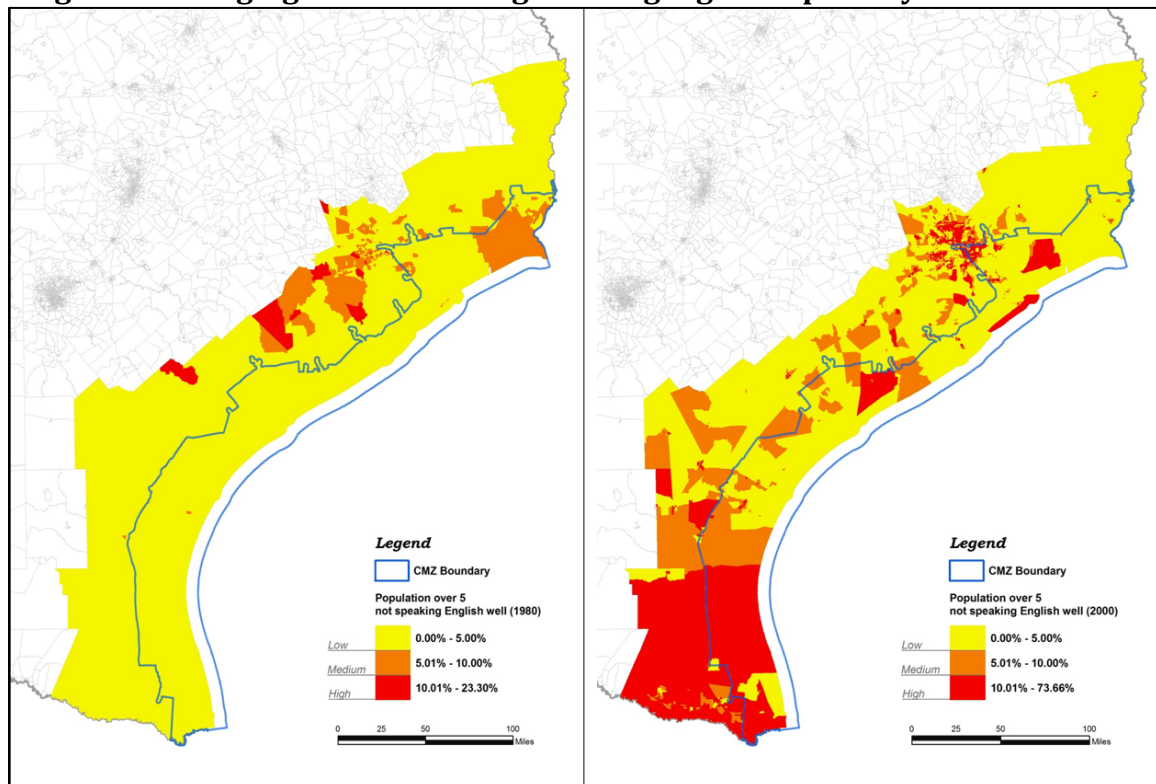 Legend
CMZ Boundary
Population over 5
not speaking English well (1980)
Low
0.00% - 5.00%
Medium
5.01% - 10.00%
High
10.01% - 23.30%
0 25 50 100
Miles
Legend
CMZ Boundary
Population over 5
not speaking English well (2000)
Low
0.00% - 5.00%
Medium
5.01% - 10.00%
High
10.01% - 73.66%
0 25 50 100
Miles